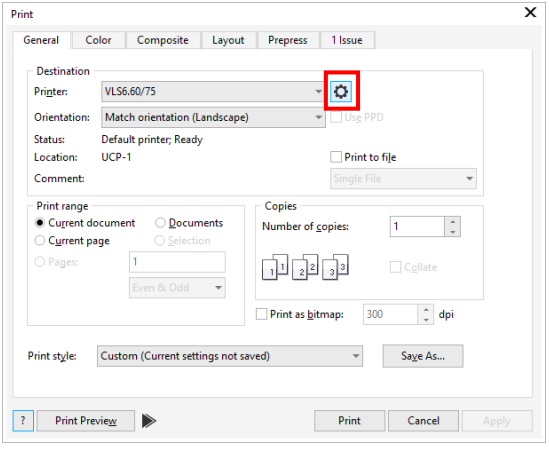 Print
General Color Composite Layout Prepress 1 Issue
Destination
Printer: VLS6.60/75
Orientation: Match orientation (Landscape) Use PPD
Status: Default printer; Ready
Location: UCP-1 Print to file
Comment: Single File
Print range
Current document Documents
Current page Selection
Pages: 1
Even & Odd
Copies
Number of copies: 1
1 1 2 2 3 3 Collate
Print as bitmap: 300 dpi
Print style: Custom (Current settings not saved) Save As...
? Print Preview Print Cancel Apply